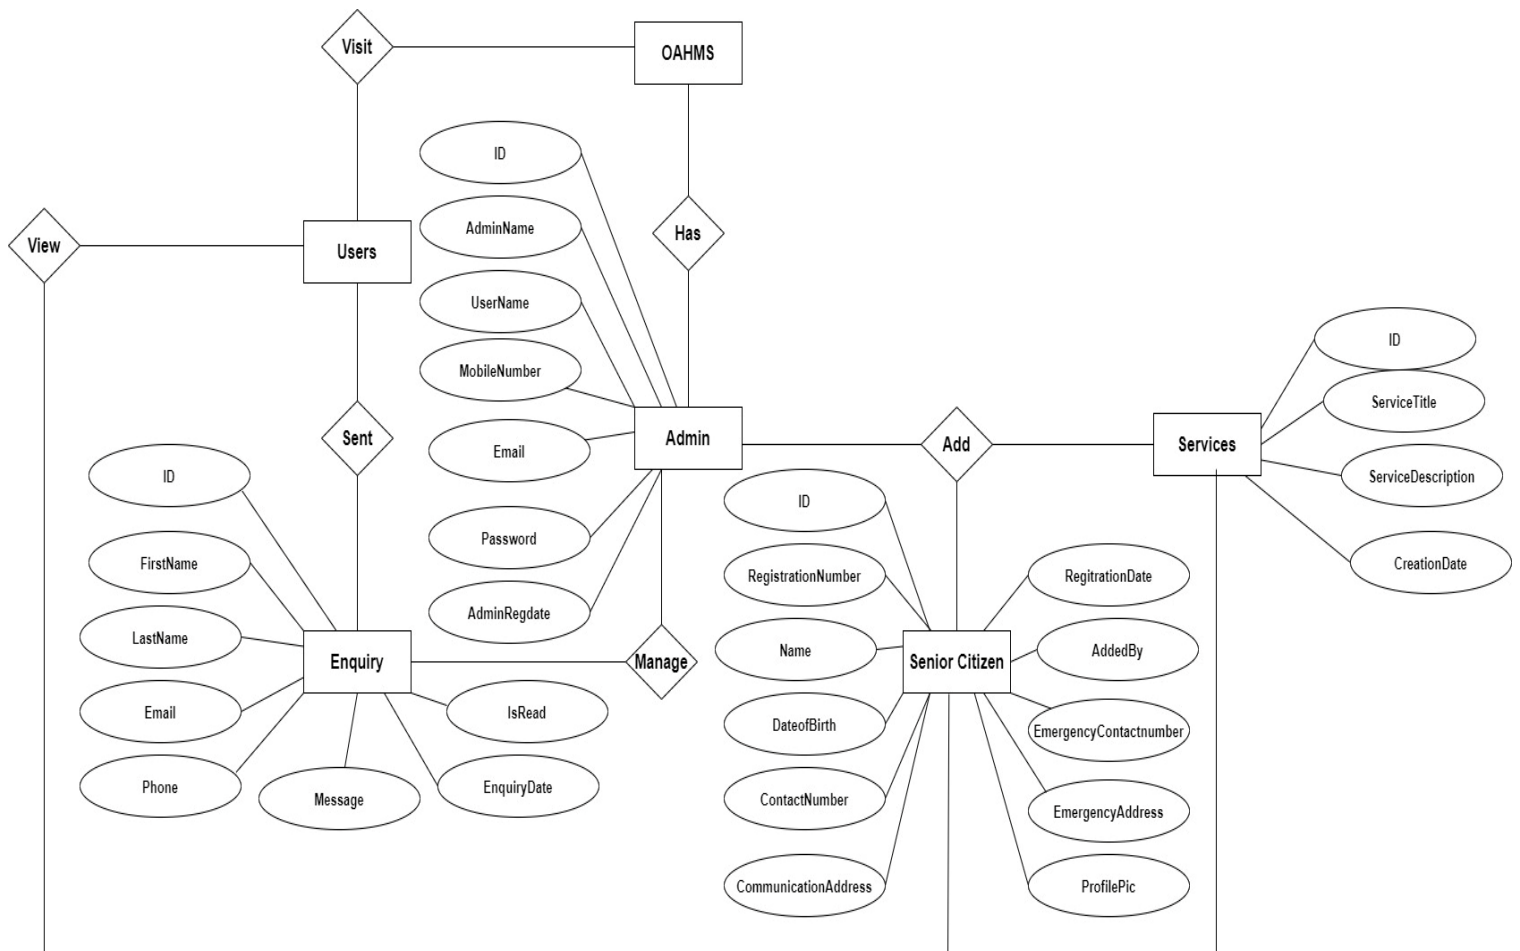 Visit
OAHMS
ID
AdminName
Has
View
Users
UserName
ID
MobileNumber
ServiceTitle
Sent
Admin
Add
Services
Email
ID
ServiceDescription
ID
Password
FirstName
CreationDate
RegistrationNumber
RegitrationDate
AdminRegdate
LastName
Enquiry
Manage
Name
Senior Citizen
AddedBy
Email
IsRead
DateofBirth
EmergencyContactnumber
Phone
Message
EnquiryDate
ContactNumber
EmergencyAddress
CommunicationAddress
ProfilePic